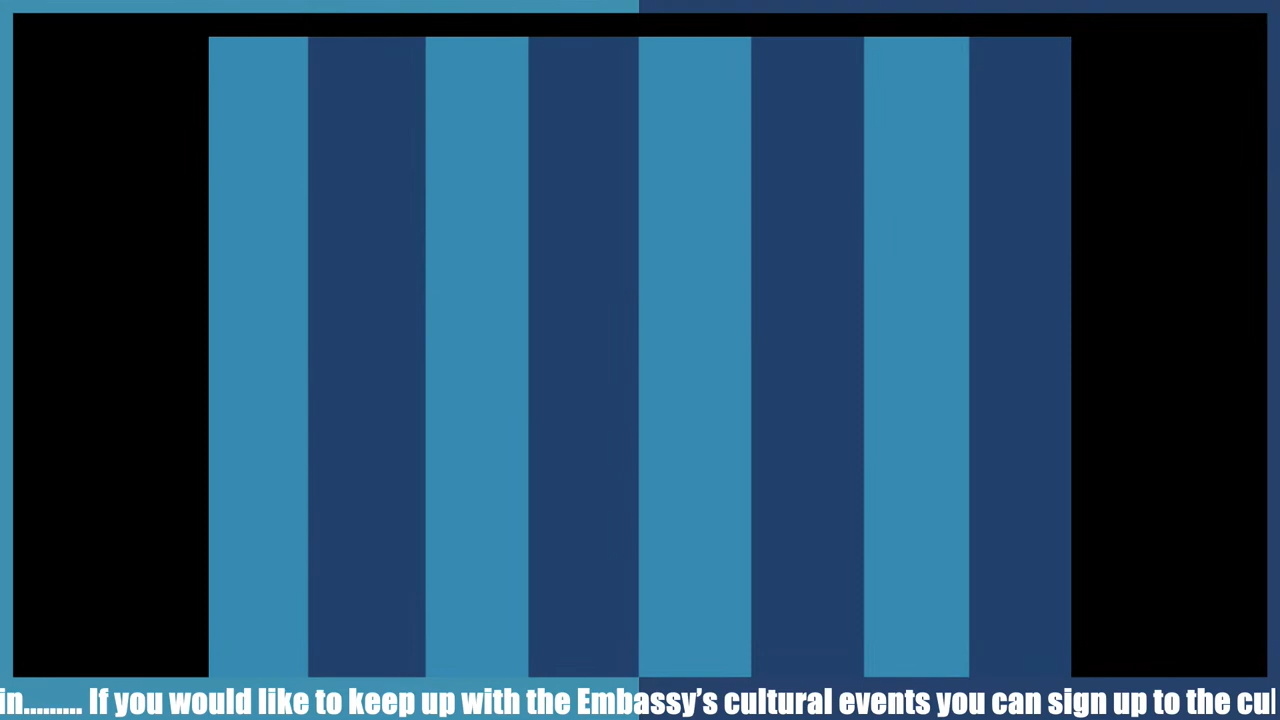 in......... If you would like to keep up with the Embassy’s cultural events you can sign up to the cul